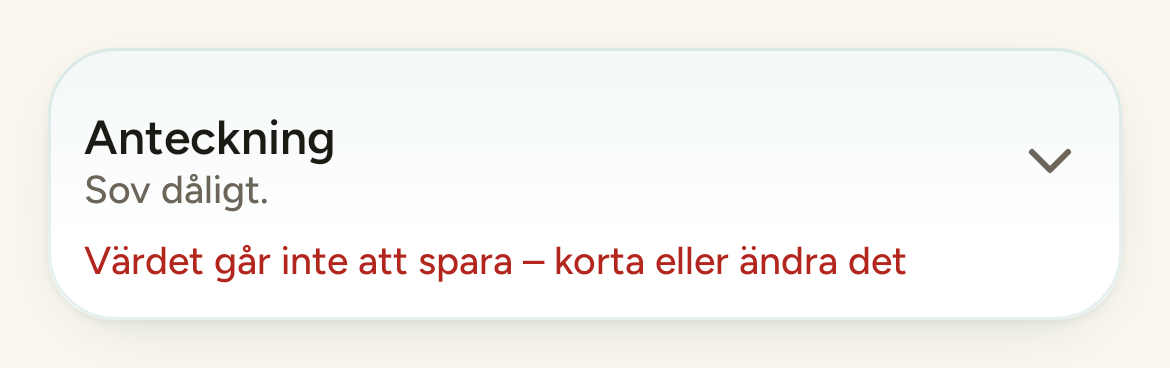 Anteckning
Sov dåligt.
Värdet går inte att spara – korta eller ändra det